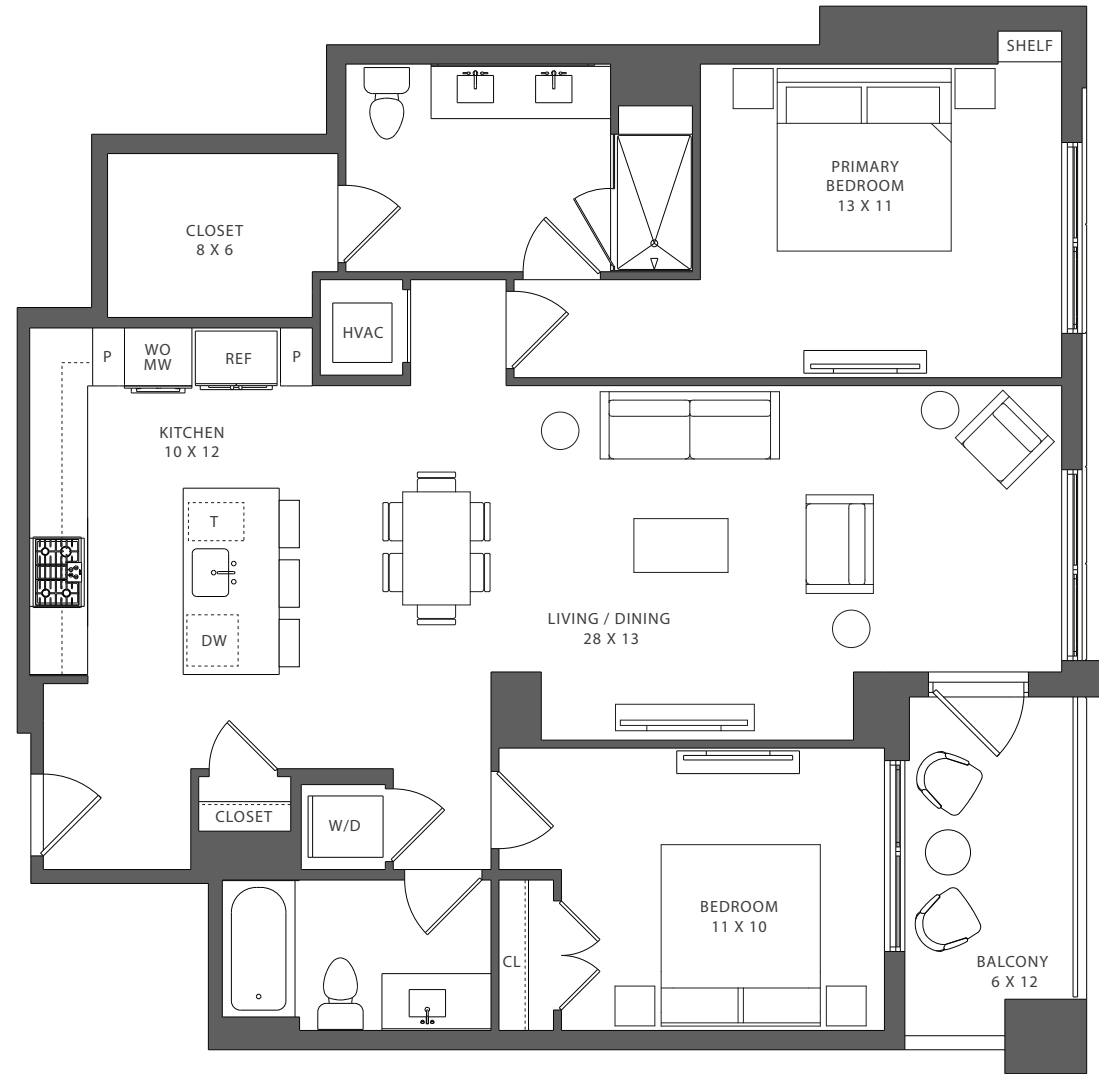 SHELF
PRIMARY
BEDROOM
13 X 11
CLOSET
8 X 6
HVAC
P
WO
MW
REF
P
KITCHEN
10 X 12
T
DW
LIVING / DINING
28 X 13
CLOSET
W/D
BEDROOM
11 X 10
CL
BALCONY
6 X 12